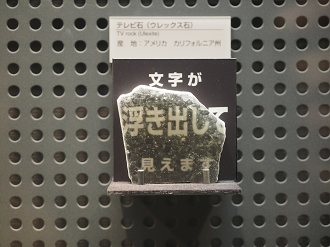 テレビ石（ウレックス石）
TV rock (Ulexite)
産　地：アメリカ　カリフォルニア州
文字が
浮き出して
見えます